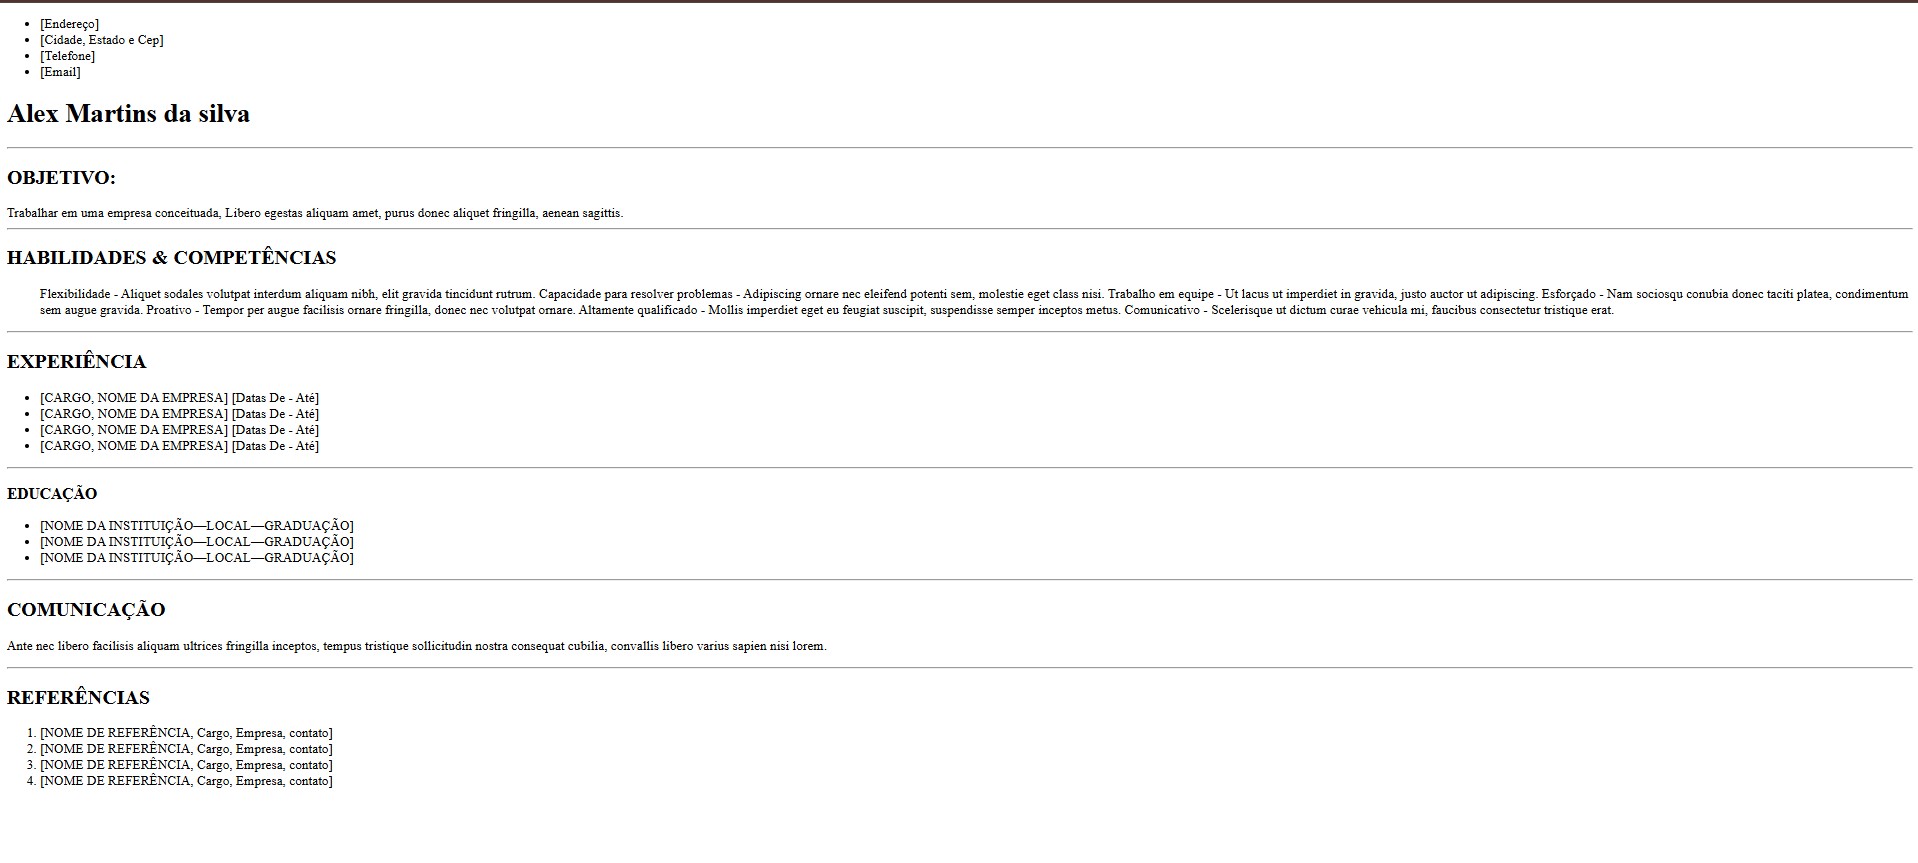 [Endereço]
[Cidade, Estado e Cep]
[Telefone]
[Email]
Alex Martins da silva
OBJETIVO:
Trabalhar em uma empresa conceituada, Libero egestas aliquam amet, purus donec aliquet fringilla, aenean sagittis.
HABILIDADES & COMPETÊNCIAS
Flexibilidade - Aliquet sodales volutpat interdum aliquam nibh, elit gravida tincidunt rutrum. Capacidade para resolver problemas - Adipiscing ornare nec eleifend potenti sem, molestie eget class nisi. Trabalho em equipe - Ut lacus ut imperdiet in gravida, justo auctor ut adipiscing. Esforçado - Nam sociosqu conubia donec taciti platea, condimentum
sem augue gravida. Proativo - Tempor per augue facilisis ornare fringilla, donec nec volutpat ornare. Altamente qualificado - Mollis imperdiet eget eu feugiat suscipit, suspendisse semper inceptos metus. Comunicativo - Scelerisque ut dictum curae vehicula mi, faucibus consectetur tristique erat.
EXPERIÊNCIA
[CARGO, NOME DA EMPRESA] [Datas De - Até]
[CARGO, NOME DA EMPRESA] [Datas De - Até]
[CARGO, NOME DA EMPRESA] [Datas De - Até]
[CARGO, NOME DA EMPRESA] [Datas De - Até]
EDUCAÇÃO
[NOME DA INSTITUIÇÃO—LOCAL—GRADUAÇÃO]
[NOME DA INSTITUIÇÃO—LOCAL—GRADUAÇÃO]
[NOME DA INSTITUIÇÃO—LOCAL—GRADUAÇÃO]
COMUNICAÇÃO
Ante nec libero facilisis aliquam ultrices fringilla inceptos, tempus tristique sollicitudin nostra consequat cubilia, convallis libero varius sapien nisi lorem.
REFERÊNCIAS
1. [NOME DE REFERÊNCIA, Cargo, Empresa, contato]
2. [NOME DE REFERÊNCIA, Cargo, Empresa, contato]
3. [NOME DE REFERÊNCIA, Cargo, Empresa, contato]
4. [NOME DE REFERÊNCIA, Cargo, Empresa, contato]